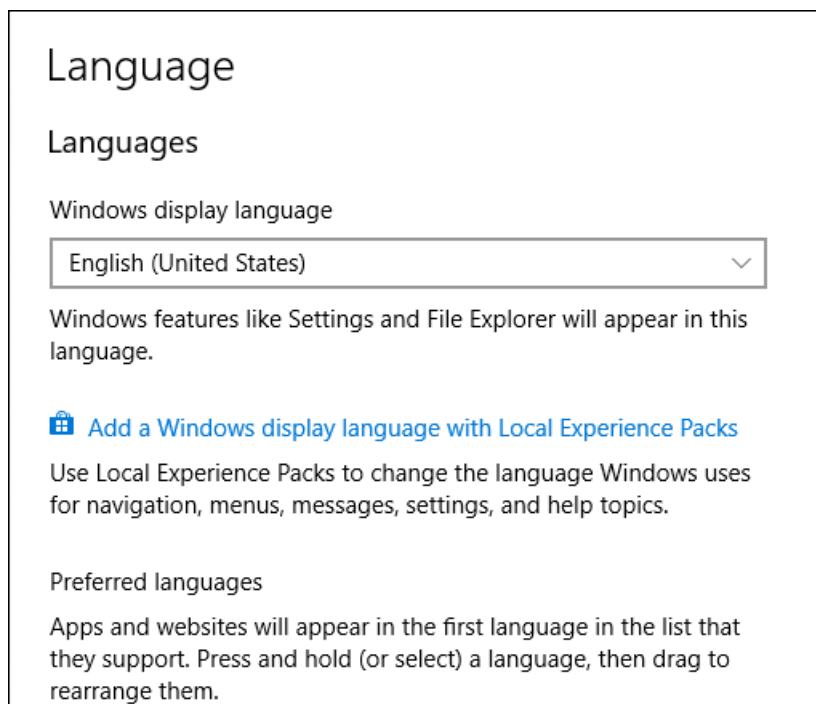 Language
Languages
Windows display language
English (United States)
Windows features like Settings and File Explorer will appear in this
language.
Add a Windows display language with Local Experience Packs
Use Local Experience Packs to change the language Windows uses
for navigation, menus, messages, settings, and help topics.
Preferred languages
Apps and websites will appear in the first language in the list that
they support. Press and hold (or select) a language, then drag to
rearrange them.